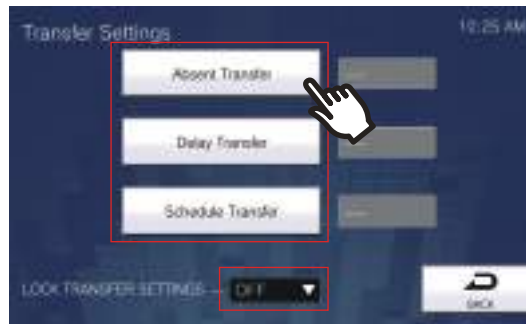 Transfer Settings
10:25 AM
Absent Transfer
Delay Transfer
Schedule Transfer
LOCK TRANSFER SETTINGS
OFF
BACK